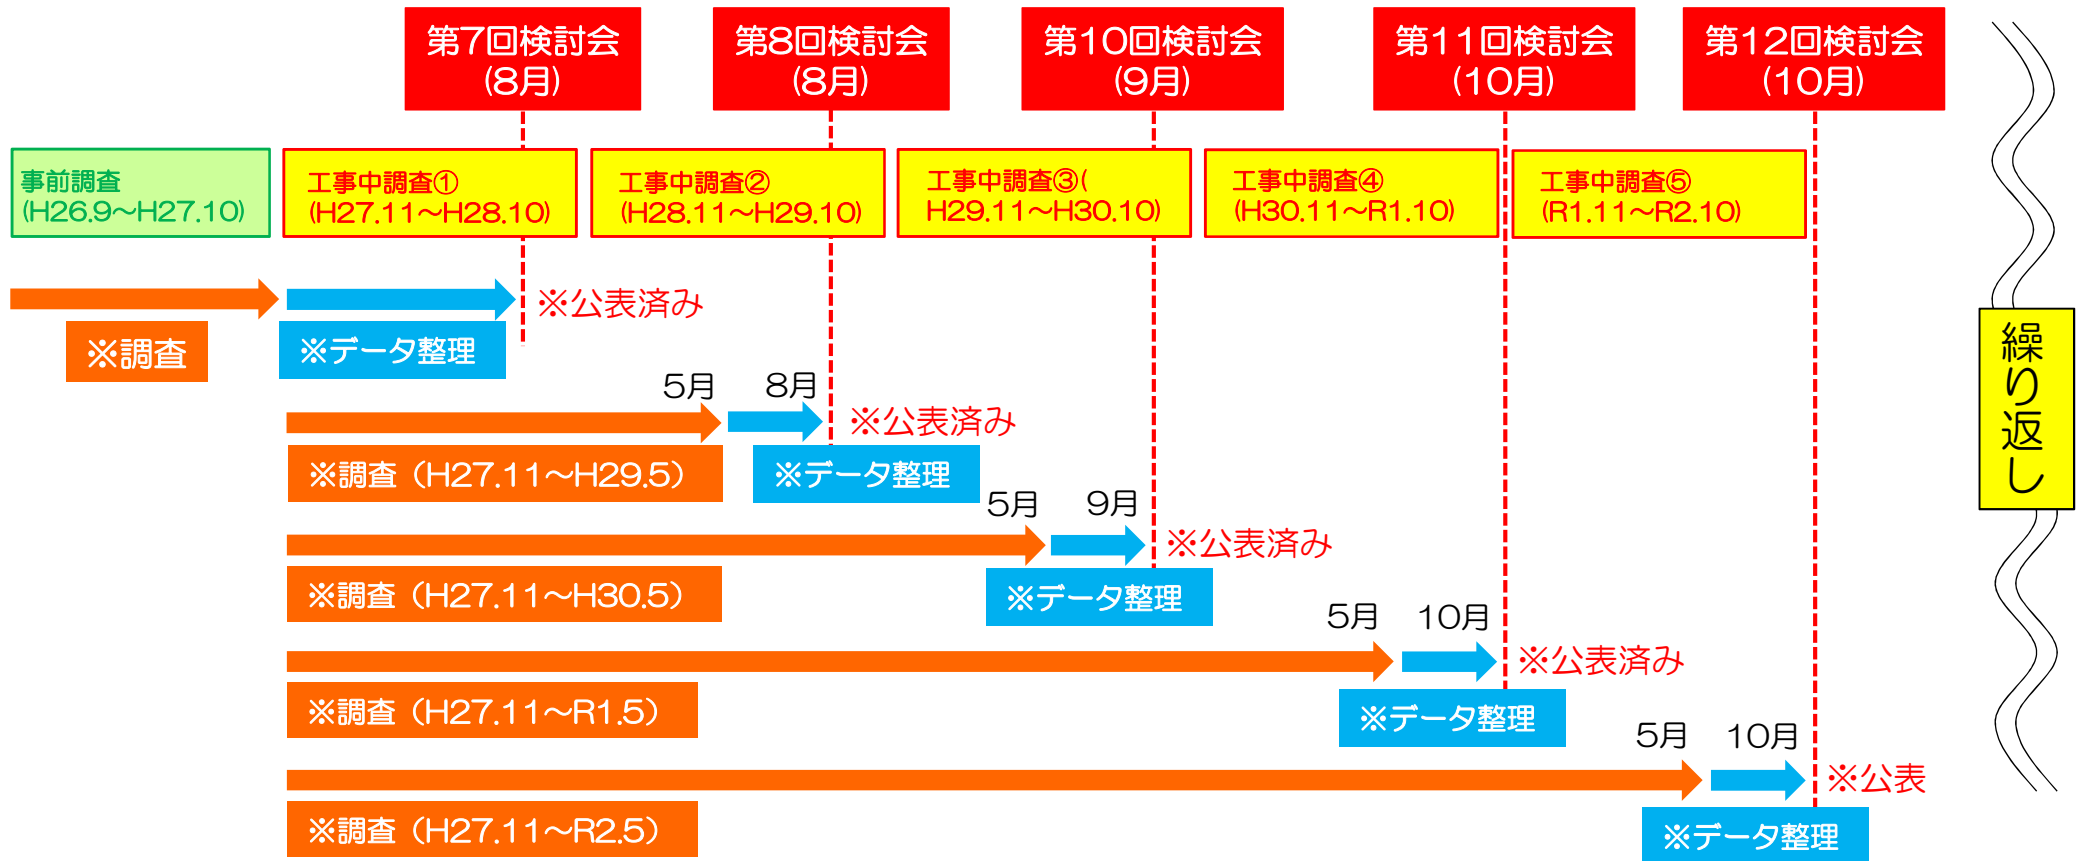 第7回検討会
(8月)
第8回検討会
(8月)
第10回検討会
(9月)
第11回検討会
(10月)
第12回検討会
(10月)
事前調査
(H26.9～H27.10)
工事中調査①
(H27.11～H28.10)
工事中調査②
(H28.11～H29.10)
工事中調査③(
H29.11～H30.10)
工事中調査④
(H30.11～R1.10)
工事中調査⑤
(R1.11～R2.10)
※公表済み
※調査
※データ整理
5月
8月
※公表済み
※調査（H27.11～H29.5）
※データ整理
5月
9月
※公表済み
※調査（H27.11～H30.5）
※データ整理
5月
10月
※公表済み
※調査（H27.11～R1.5）
※データ整理
5月
10月
※公表
※調査（H27.11～R2.5）
※データ整理
繰り返し